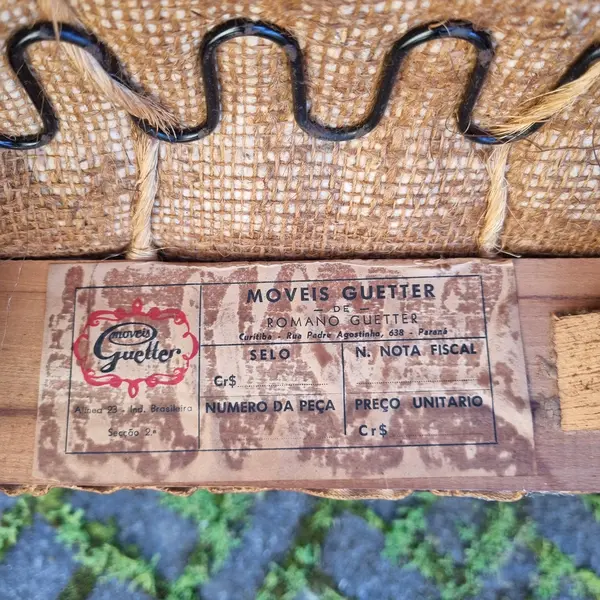 moveis
Guetter
Alinea 23 - Ind. Brasileira
Secção 2.ª
MOVEIS GUETTER
DE
ROMANO GUETTER
Curitiba - Rua Padre Agostinho, 638 - Paraná
SELO
Cr$
N. NOTA FISCAL
NUMERO DA PEÇA
PREÇO UNITARIO
Cr$